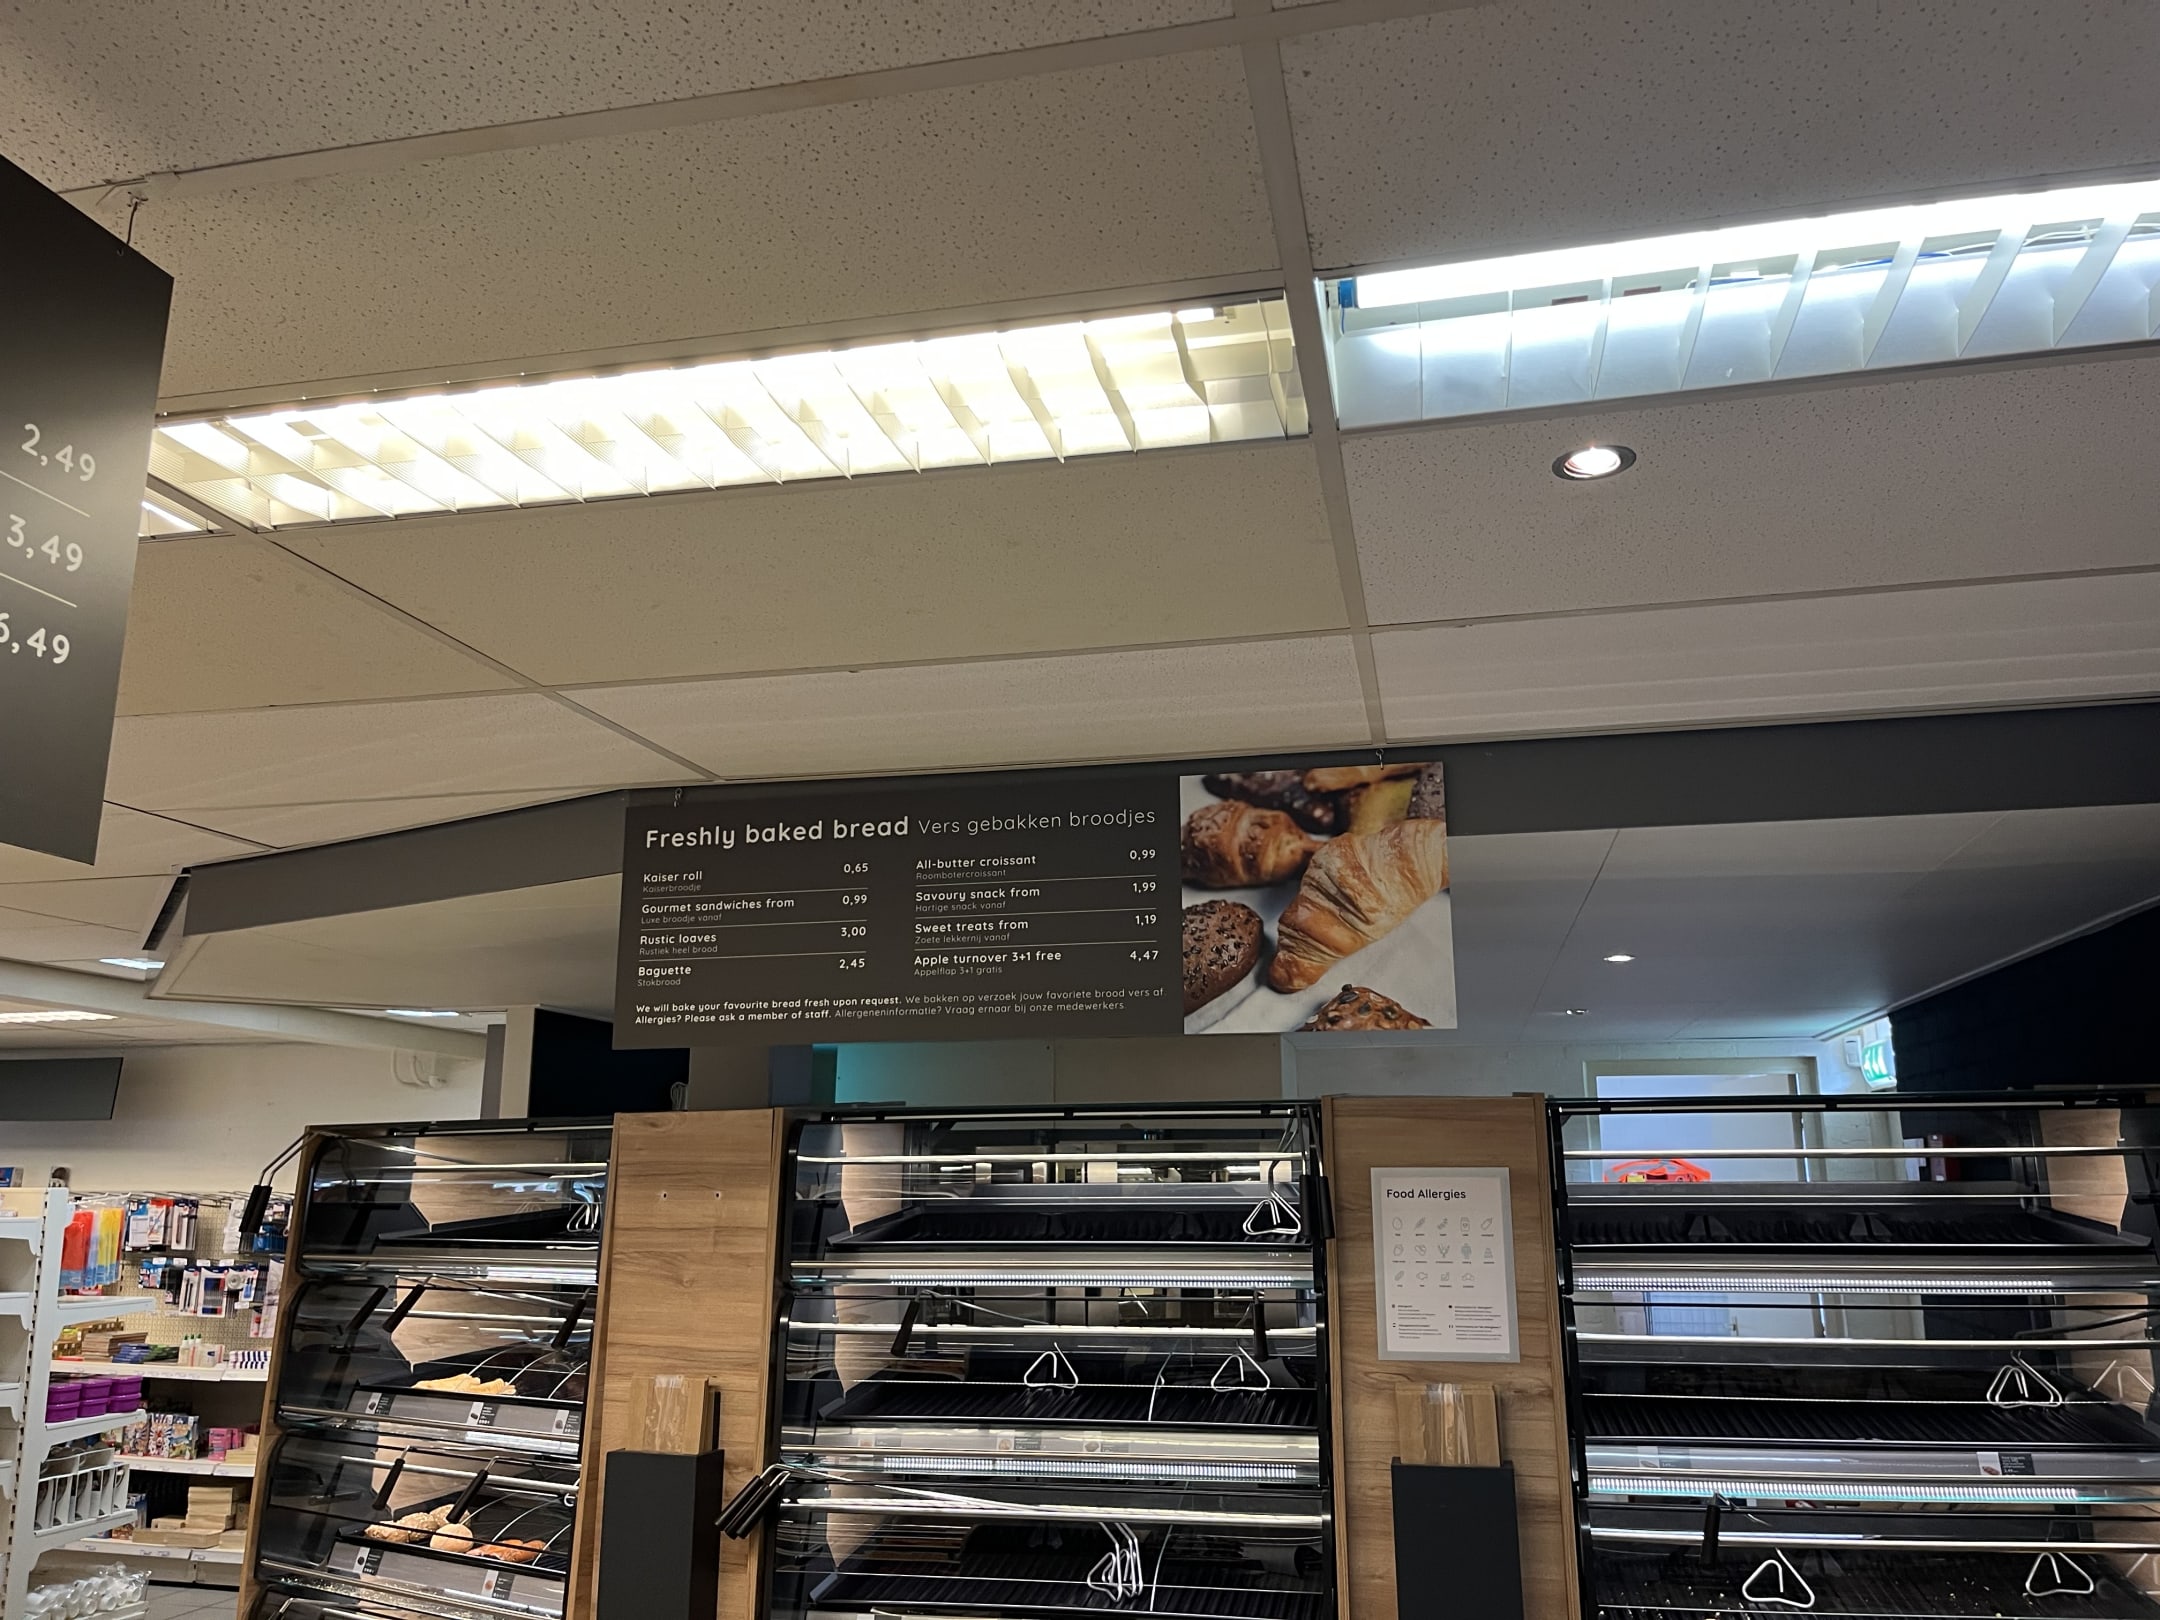 2,49
3,49
6,49
Freshly baked bread Vers gebakken broodjes
Kaiser roll 0,65
Kaiserbroodje
Gourmet sandwiches from 0,99
Luxe broodje vanaf
Rustic loaves 3,00
Rustiek heel brood
Baguette 2,45
Stokbrood
All-butter croissant 0,99
Roombotercroissant
Savoury snack from 1,99
Hartige snack vanaf
Sweet treats from 1,19
Zoete lekkernij vanaf
Apple turnover 3+1 free 4,47
Appelflap 3+1 gratis
We will bake your favourite bread fresh upon request. We bakken op verzoek jouw favoriete brood vers af.
Allergies? Please ask a member of staff. Allergeneninformatie? Vraag ernaar bij onze medewerkers.
Food Allergies